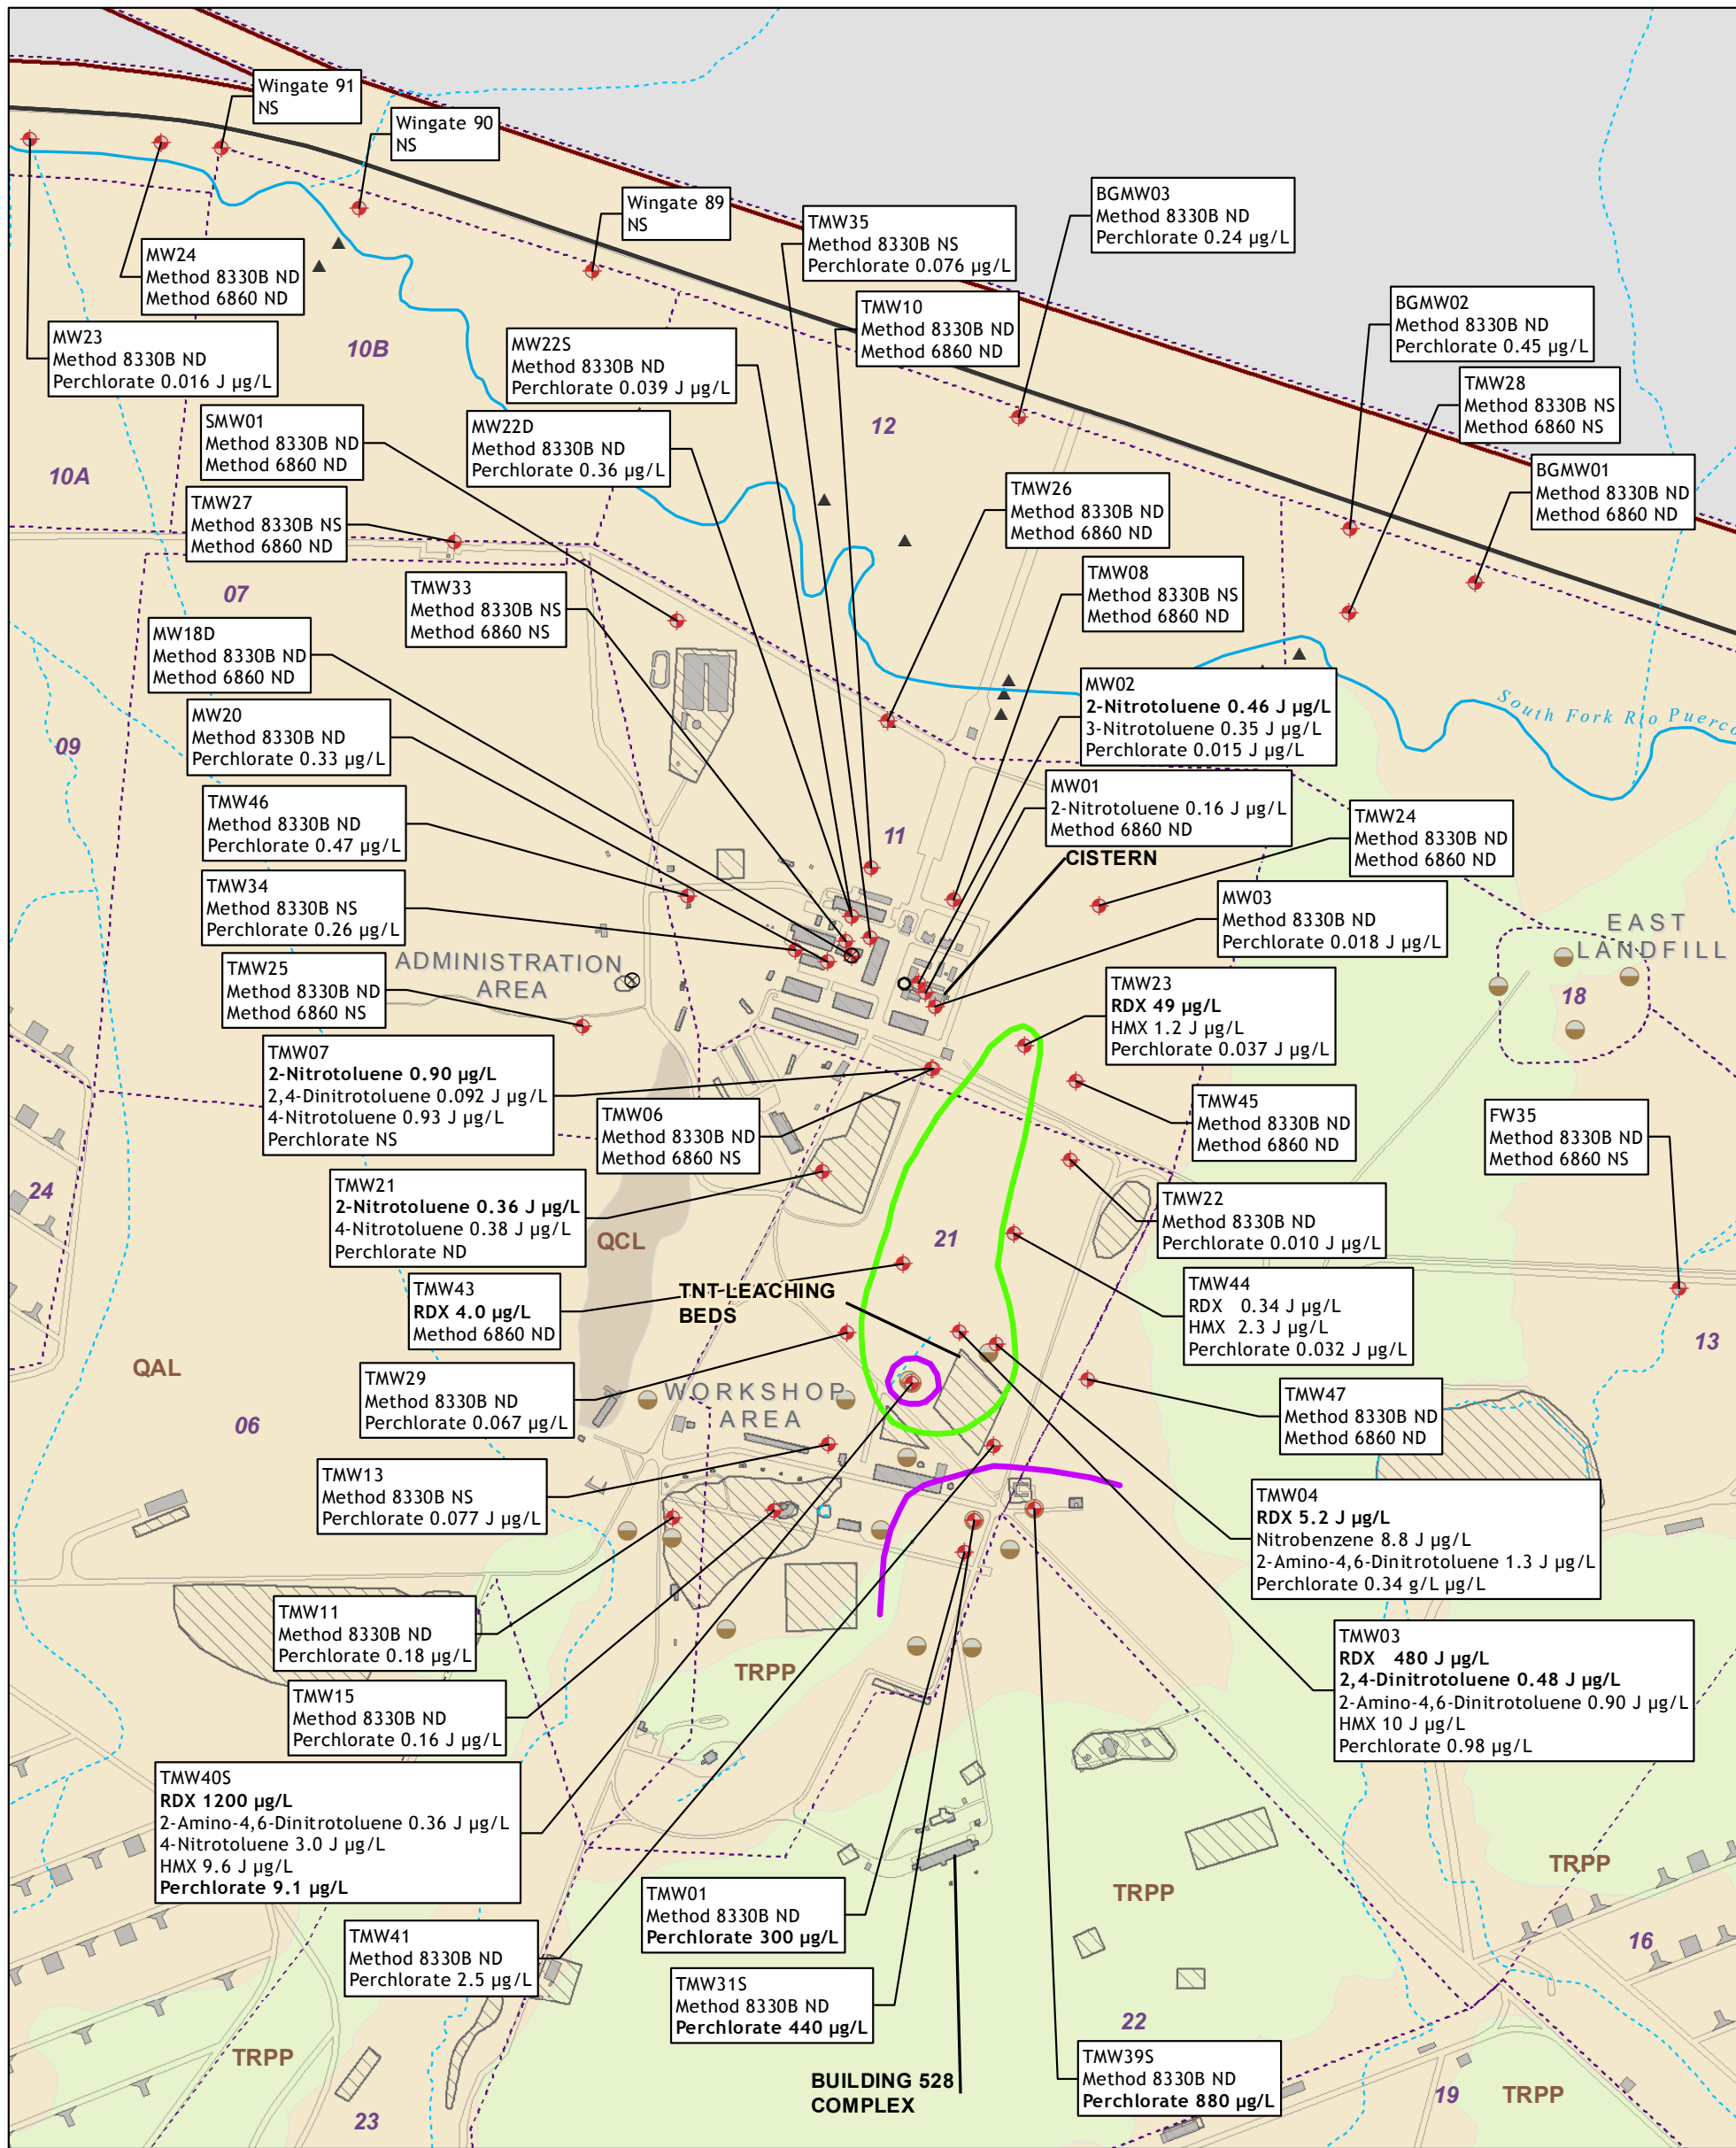 Wingate 91
NS
Wingate 90
NS
Wingate 89
NS
TMW35
Method 8330B NS
Perchlorate 0.076 µg/L
BGMW03
Method 8330B ND
Perchlorate 0.24 µg/L
MW24
Method 8330B ND
Method 6860 ND
TMW10
Method 8330B ND
Method 6860 ND
BGMW02
Method 8330B ND
Perchlorate 0.45 µg/L
MW23
Method 8330B ND
Perchlorate 0.016 J µg/L
10B
MW22S
Method 8330B ND
Perchlorate 0.039 J µg/L
TMW28
Method 8330B NS
Method 6860 NS
SMW01
Method 8330B ND
Method 6860 ND
MW22D
Method 8330B ND
Perchlorate 0.36 µg/L
12
10A
BGMW01
Method 8330B ND
Method 6860 ND
TMW27
Method 8330B NS
Method 6860 ND
TMW26
Method 8330B ND
Method 6860 ND
07
TMW33
Method 8330B NS
Method 6860 NS
TMW08
Method 8330B NS
Method 6860 ND
MW18D
Method 8330B ND
Method 6860 ND
MW02
2-Nitrotoluene 0.46 J µg/L
3-Nitrotoluene 0.35 J µg/L
Perchlorate 0.015 J µg/L
South Fork Rio Puerco
09
MW20
Method 8330B ND
Perchlorate 0.33 µg/L
MW01
2-Nitrotoluene 0.16 J µg/L
Method 6860 ND
TMW46
Method 8330B ND
Perchlorate 0.47 µg/L
11
CISTERN
TMW24
Method 8330B ND
Method 6860 ND
TMW34
Method 8330B NS
Perchlorate 0.26 µg/L
MW03
Method 8330B ND
Perchlorate 0.018 J µg/L
EAST
LANDFILL
18
ADMINISTRATION
AREA
TMW25
Method 8330B ND
Method 6860 NS
TMW23
RDX 49 µg/L
HMX 1.2 J µg/L
Perchlorate 0.037 J µg/L
TMW07
2-Nitrotoluene 0.90 µg/L
2,4-Dinitrotoluene 0.092 J µg/L
4-Nitrotoluene 0.93 J µg/L
Perchlorate NS
TMW06
Method 8330B ND
Method 6860 NS
TMW45
Method 8330B ND
Method 6860 ND
FW35
Method 8330B ND
Method 6860 NS
24
TMW21
2-Nitrotoluene 0.36 J µg/L
4-Nitrotoluene 0.38 J µg/L
Perchlorate ND
QCL
21
TMW22
Method 8330B ND
Perchlorate 0.010 J µg/L
TMW43
RDX 4.0 µg/L
Method 6860 ND
TNT LEACHING
BEDS
TMW44
RDX 0.34 J µg/L
HMX 2.3 J µg/L
Perchlorate 0.032 J µg/L
13
QAL
06
TMW29
Method 8330B ND
Perchlorate 0.067 µg/L
WORKSHOP
AREA
TMW47
Method 8330B ND
Method 6860 ND
TMW13
Method 8330B NS
Perchlorate 0.077 J µg/L
TMW04
RDX 5.2 J µg/L
Nitrobenzene 8.8 J µg/L
2-Amino-4,6-Dinitrotoluene 1.3 J µg/L
Perchlorate 0.34 g/L µg/L
TMW11
Method 8330B ND
Perchlorate 0.18 µg/L
TMW03
RDX 480 J µg/L
2,4-Dinitrotoluene 0.48 J µg/L
2-Amino-4,6-Dinitrotoluene 0.90 J µg/L
HMX 10 J µg/L
Perchlorate 0.98 µg/L
TRPP
TMW15
Method 8330B ND
Perchlorate 0.16 µg/L
TMW40S
RDX 1200 µg/L
2-Amino-4,6-Dinitrotoluene 0.36 J µg/L
4-Nitrotoluene 3.0 J µg/L
HMX 9.6 J µg/L
Perchlorate 9.1 µg/L
TRPP
TRPP
TMW01
Method 8330B ND
Perchlorate 300 µg/L
TMW41
Method 8330B ND
Perchlorate 2.5 µg/L
16
TMW31S
Method 8330B ND
Perchlorate 440 µg/L
22
TRPP
TMW39S
Method 8330B ND
Perchlorate 880 µg/L
BUILDING 528
COMPLEX
19
TRPP
23